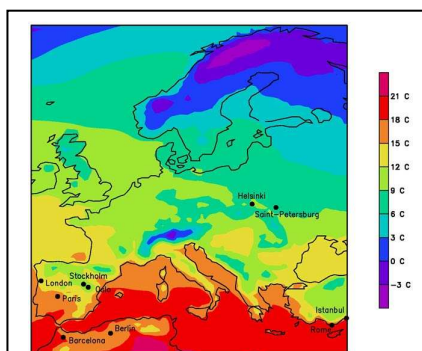 21 C
18 C
15 C
12 C
9 C
6 C
3 C
0 C
-3 C
Helsinki
Saint-Petersburg
London
Stockholm
Oslo
Paris
Berlin
Barcelona
Istanbul
Rome